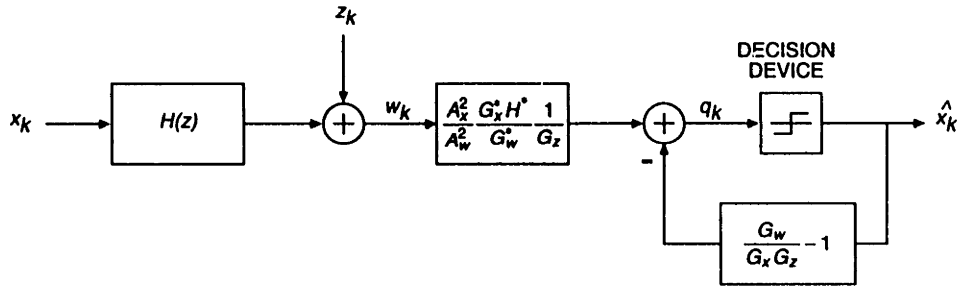 z_k
DECISION
DEVICE
x_k
H(z)
+
w_k
A_x^2/A_w^2 G_x^* H^*/G_w^* 1/G_z
+
q_k
x̂_k
-
G_w/(G_x G_z) - 1